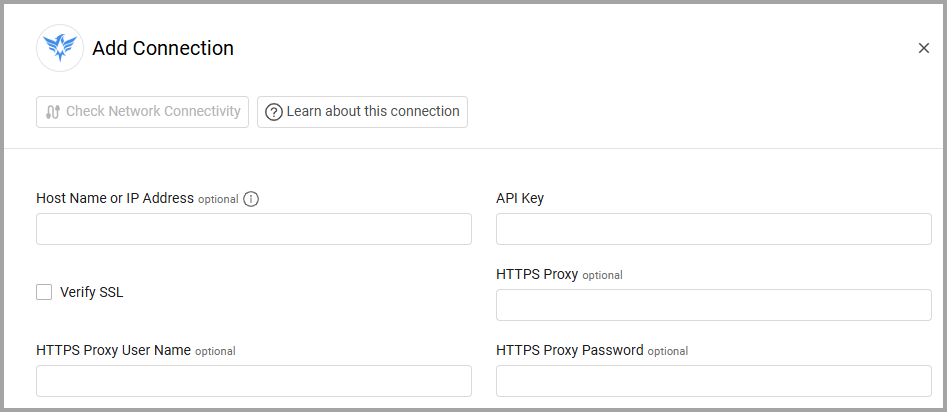 Add Connection
Check Network Connectivity
Learn about this connection
Host Name or IP Address optional
API Key
Verify SSL
HTTPS Proxy optional
HTTPS Proxy User Name optional
HTTPS Proxy Password optional